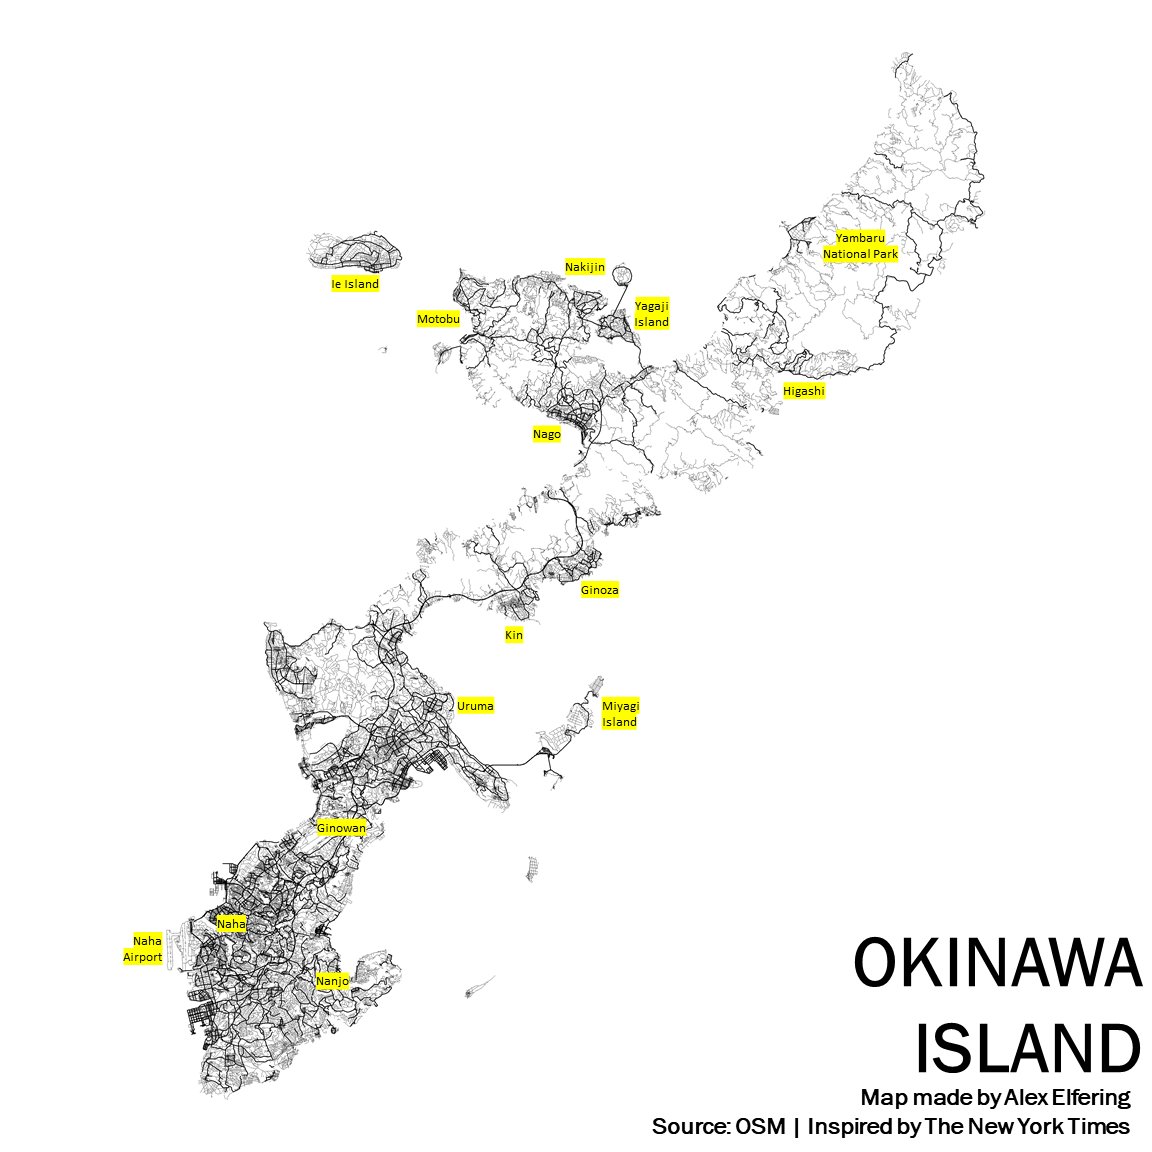 Yambaru
National Park
Ie Island
Nakijin
Yagaji
Island
Motobu
Higashi
Nago
Ginoza
Kin
Uruma
Miyagi
Island
Ginowan
Naha
Naha
Airport
Nanjo
OKINAWA
ISLAND
Map made by Alex Elfering
Source: OSM | Inspired by The New York Times